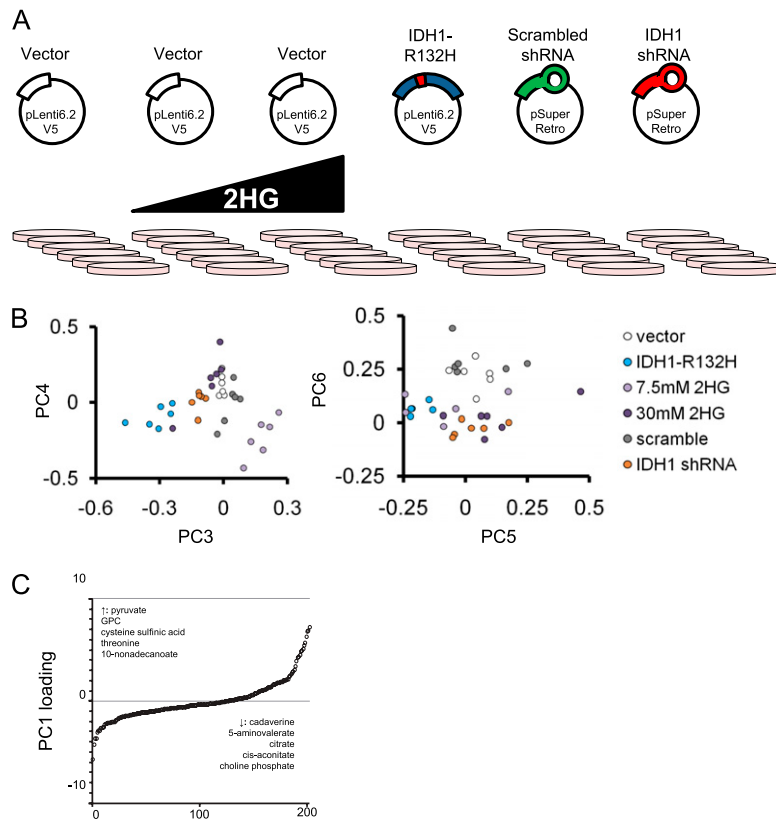 A
Vector
Vector
Vector
IDH1-
R132H
Scrambled
shRNA
IDH1
shRNA
pLenti6.2
V5
pLenti6.2
V5
pLenti6.2
V5
pLenti6.2
V5
pSuper
Retro
pSuper
Retro
2HG
B
0.5
0
-0.5
PC4
-0.6
-0.3
0
0.3
PC3
0.5
0.25
0
-0.25
PC6
-0.25
0
0.25
0.5
PC5
vector
IDH1-R132H
7.5mM 2HG
30mM 2HG
scramble
IDH1 shRNA
C
10
0
-10
PC1 loading
↑: pyruvate
GPC
cysteine sulfinic acid
threonine
10-nonadecanoate
↓: cadaverine
5-aminovalerate
citrate
cis-aconitate
choline phosphate
0
100
200